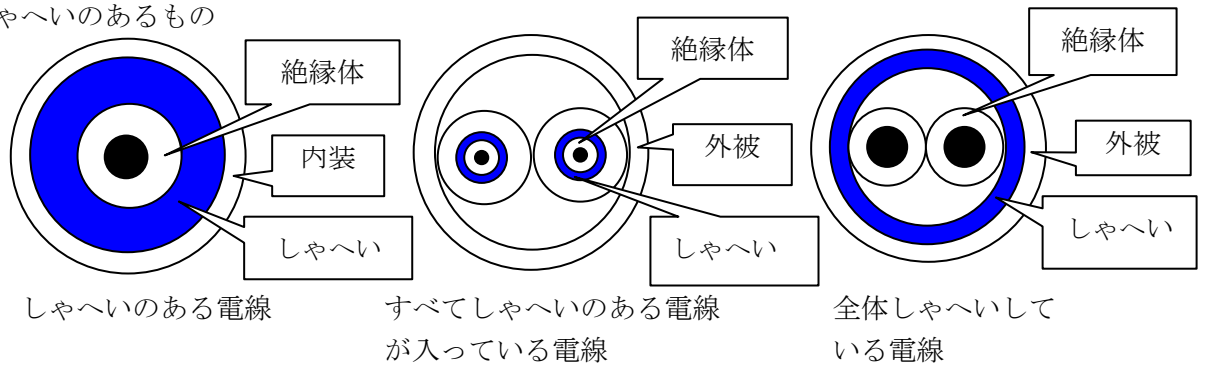 ゃへいのあるもの
絶縁体
内装
しゃへい
しゃへいのある電線
絶縁体
外被
しゃへい
すべてしゃへいのある電線
が入っている電線
絶縁体
外被
しゃへい
全体しゃへいして
いる電線